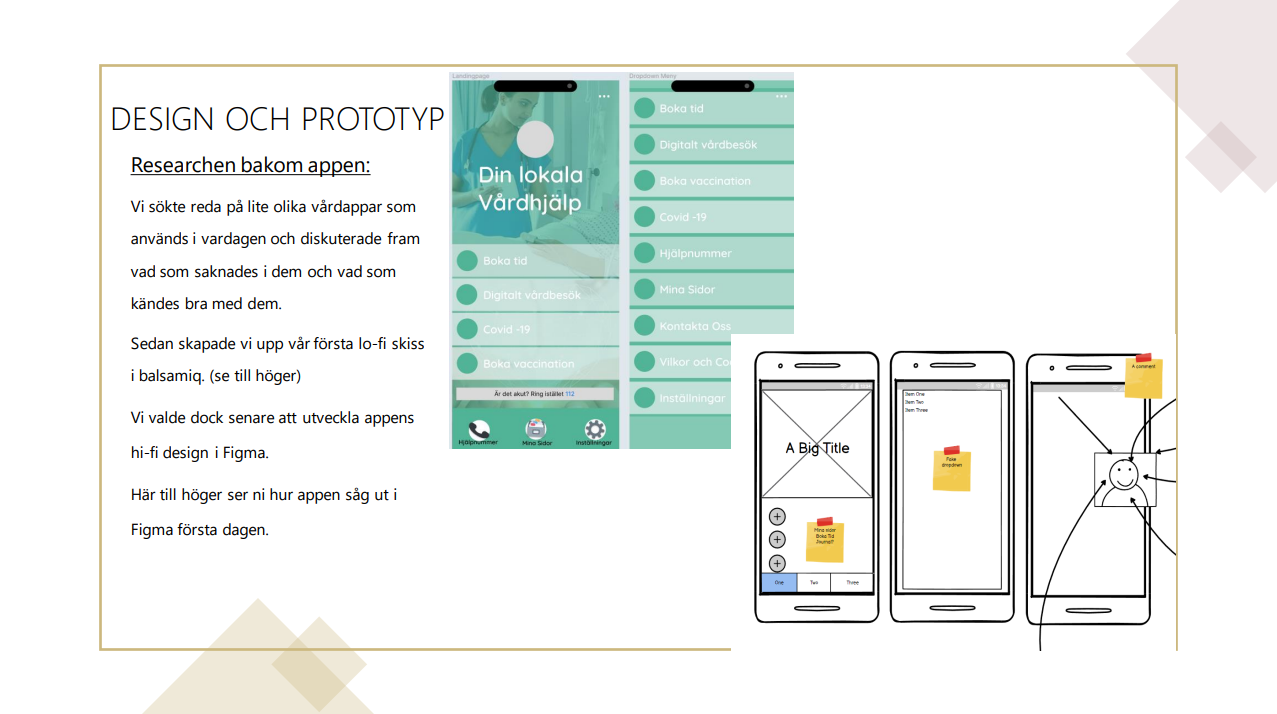 DESIGN OCH PROTOTYP
Researchen bakom appen:
Vi sökte reda på lite olika vårdappar som
används i vardagen och diskuterade fram
vad som saknades i dem och vad som
kändes bra med dem.
Sedan skapade vi upp vår första lo-fi skiss
i balsamiq. (se till höger)
Vi valde dock senare att utveckla appens
hi-fi design i Figma.
Här till höger ser ni hur appen såg ut i
Figma första dagen.
Landingpage
Din lokala
Vårdhjälp
Boka tid
Digitalt vårdbesök
Covid -19
Boka vaccination
Är det akut? Ring istället 112
Hjälpnummer
Mina Sidor
Inställningar
Dropdown Meny
Boka tid
Digitalt vårdbesök
Boka vaccination
Covid -19
Hjälpnummer
Mina Sidor
Kontakta Oss
Vilkor och Coo
Inställningar
A Big Title
Mina sidor
Boka Tid
Journal?
One
Two
Three
Item One
Item Two
Item Three
dropdown
A comment